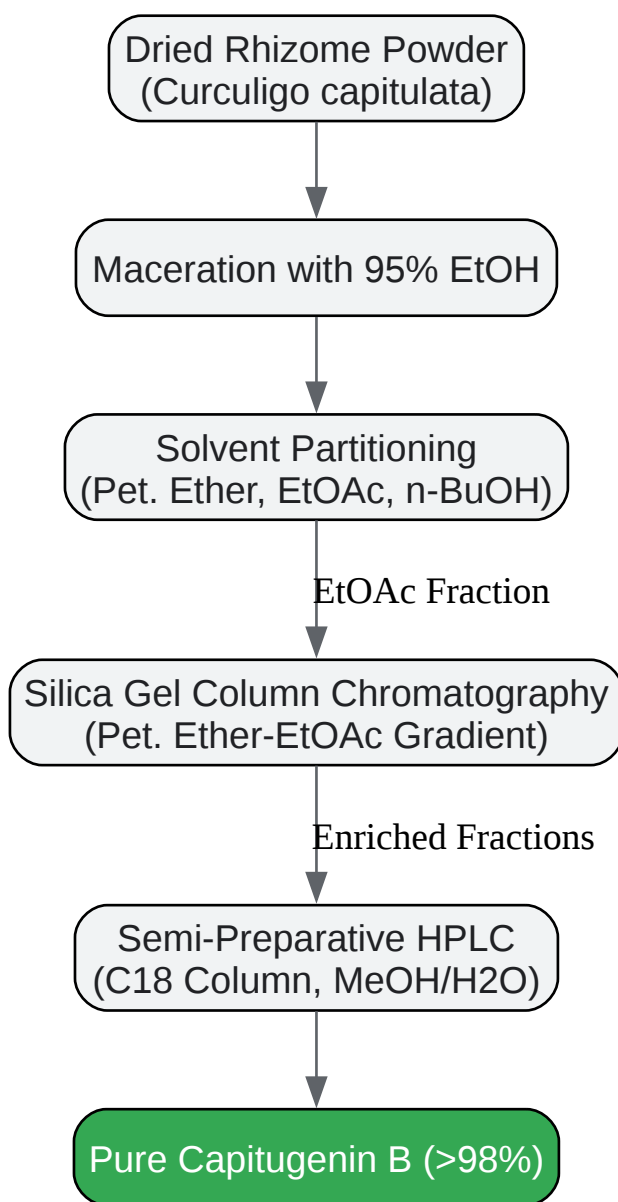 Dried Rhizome Powder
(Curculigo capitulata)
Maceration with 95% EtOH
Solvent Partitioning
(Pet. Ether, EtOAc, n-BuOH)
EtOAc Fraction
Silica Gel Column Chromatography
(Pet. Ether-EtOAc Gradient)
Enriched Fractions
Semi-Preparative HPLC
(C18 Column, MeOH/H2O)
Pure Capitugenin B (>98%)